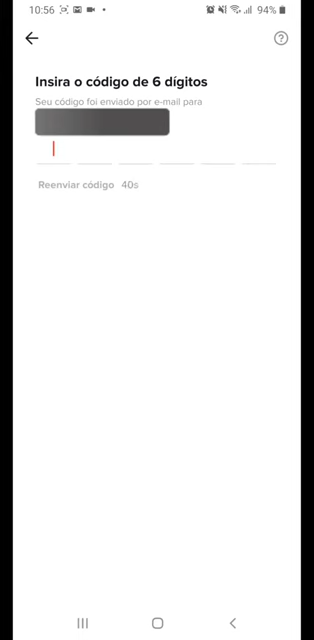 10:56
94%
Insira o código de 6 dígitos
Seu código foi enviado por e-mail para
Reenviar código 40s